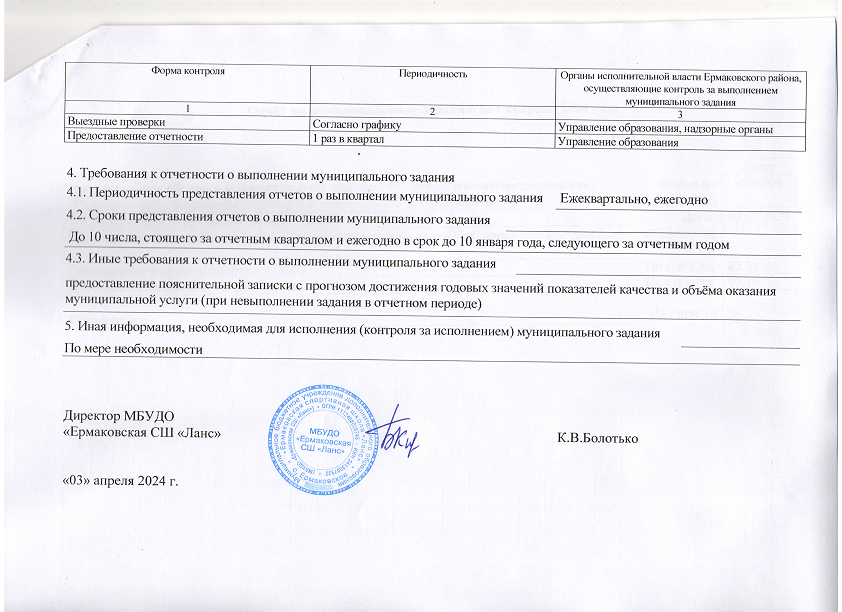 Форма контроля
Периодичность
Органы исполнительной власти Ермаковского района,
осуществляющие контроль за выполнением
муниципального задания
1
2
3
Выездные проверки
Согласно графику
Управление образования, надзорные органы
Предоставление отчетности
1 раз в квартал
Управление образования
4. Требования к отчетности о выполнении муниципального задания
4.1. Периодичность представления отчетов о выполнении муниципального задания Ежеквартально, ежегодно
4.2. Сроки представления отчетов о выполнении муниципального задания
До 10 числа, стоящего за отчетным кварталом и ежегодно в срок до 10 января года, следующего за отчетным годом
4.3. Иные требования к отчетности о выполнении муниципального задания
предоставление пояснительной записки с прогнозом достижения годовых значений показателей качества и объёма оказания
муниципальной услуги (при невыполнении задания в отчетном периоде)
5. Иная информация, необходимая для исполнения (контроля за исполнением) муниципального задания
По мере необходимости
Директор МБУДО
«Ермаковская СШ «Ланс»
К.В.Болотько
МБУДО
«Ермаковская
СШ «Ланс»
с. Ермаковское
«03» апреля 2024 г.